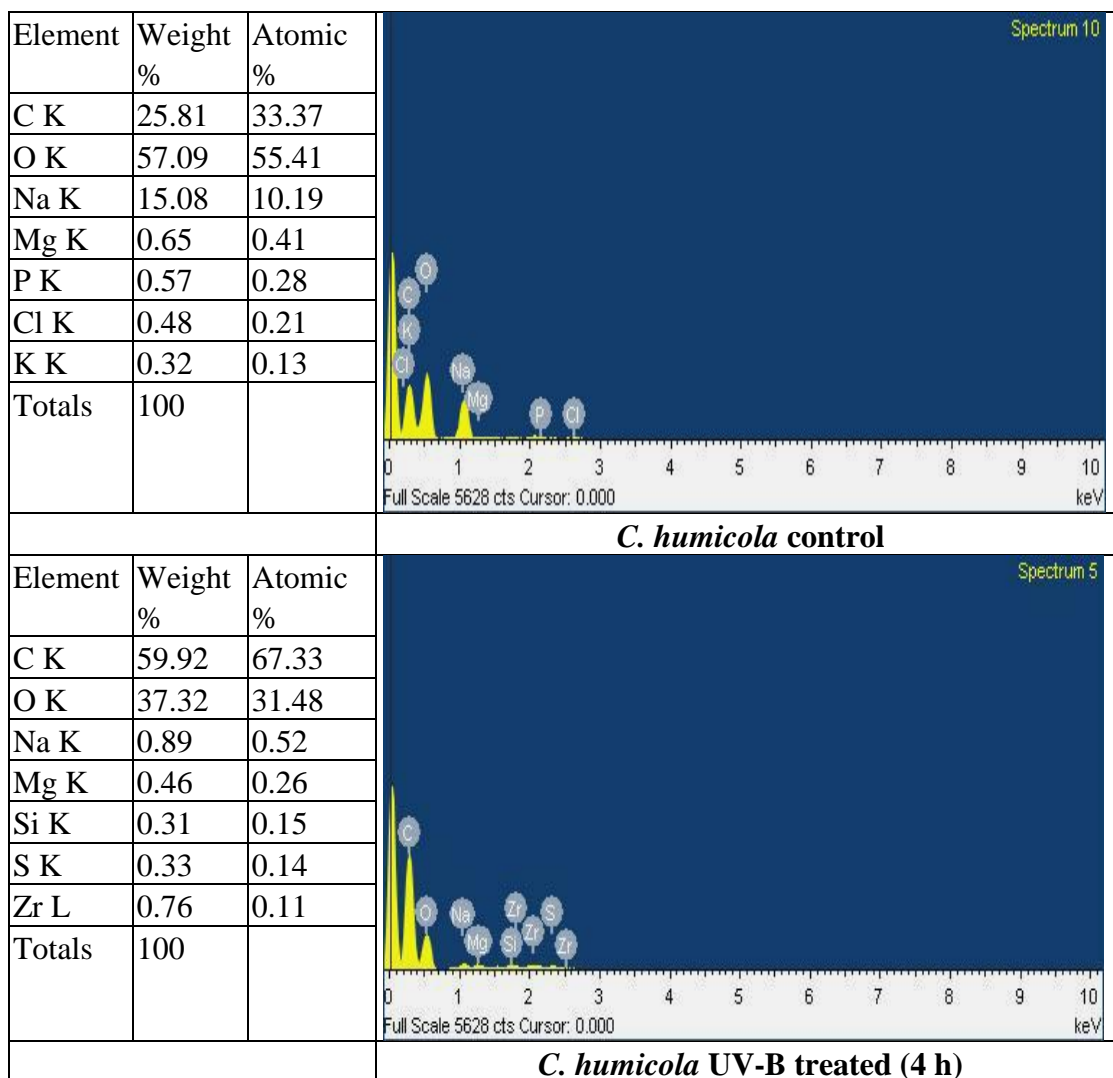 Element Weight % Atomic %
C K 25.81 33.37
O K 57.09 55.41
Na K 15.08 10.19
Mg K 0.65 0.41
P K 0.57 0.28
Cl K 0.48 0.21
K K 0.32 0.13
Totals 100
Spectrum 10
O
C
K
Cl
Na
Mg
P Cl
0 1 2 3 4 5 6 7 8 9 10
Full Scale 5628 cts Cursor: 0.000 keV
C. humicola control
Element Weight % Atomic %
C K 59.92 67.33
O K 37.32 31.48
Na K 0.89 0.52
Mg K 0.46 0.26
Si K 0.31 0.15
S K 0.33 0.14
Zr L 0.76 0.11
Totals 100
Spectrum 5
C
O Na Zr S
Zr
Mg Si Zr
0 1 2 3 4 5 6 7 8 9 10
Full Scale 5628 cts Cursor: 0.000 keV
C. humicola UV-B treated (4 h)